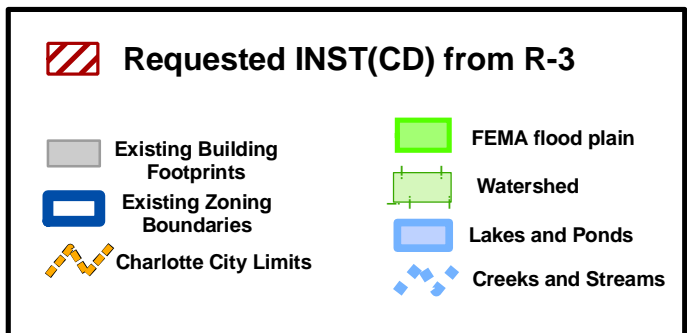 Requested INST(CD) from R-3
Existing Building
Footprints
Existing Zoning
Boundaries
Charlotte City Limits
FEMA flood plain
Watershed
Lakes and Ponds
Creeks and Streams